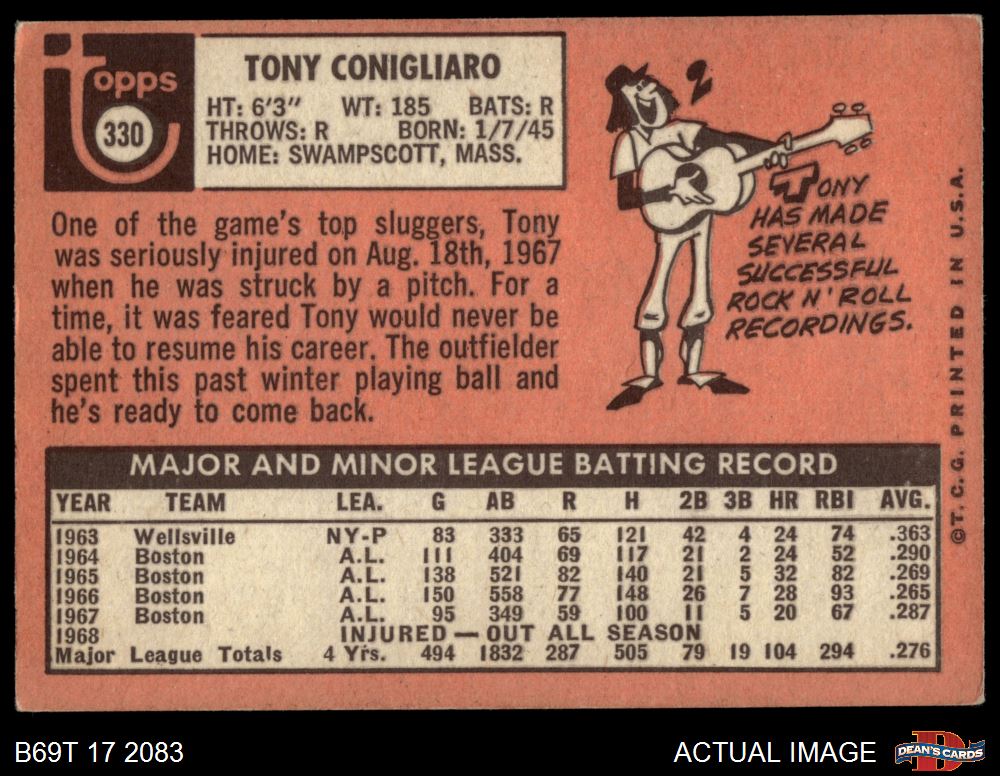 Topps
330
TONY CONIGLIARO
HT: 6'3" WT: 185 BATS: R
THROWS: R BORN: 1/7/45
HOME: SWAMPSCOTT, MASS.
One of the game's top sluggers, Tony
was seriously injured on Aug. 18th, 1967
when he was struck by a pitch. For a
time, it was feared Tony would never be
able to resume his career. The outfielder
spent this past winter playing ball and
he's ready to come back.
TONY
HAS MADE
SEVERAL
SUCCESSFUL
ROCK N' ROLL
RECORDINGS.
©T.C.G. PRINTED IN U.S.A.
MAJOR AND MINOR LEAGUE BATTING RECORD
YEAR TEAM LEA. G AB R H 2B 3B HR RBI AVG.
1963 Wellsville NY-P 83 333 65 121 42 4 24 74 .363
1964 Boston A.L. 111 404 69 117 21 2 24 52 .290
1965 Boston A.L. 138 521 82 140 21 5 32 82 .269
1966 Boston A.L. 150 558 77 148 26 7 28 93 .265
1967 Boston A.L. 95 349 59 100 11 5 20 67 .287
1968 INJURED — OUT ALL SEASON
Major League Totals 4 Yrs. 494 1832 287 505 79 19 104 294 .276
B69T 17 2083
ACTUAL IMAGE
DEAN'S CARDS